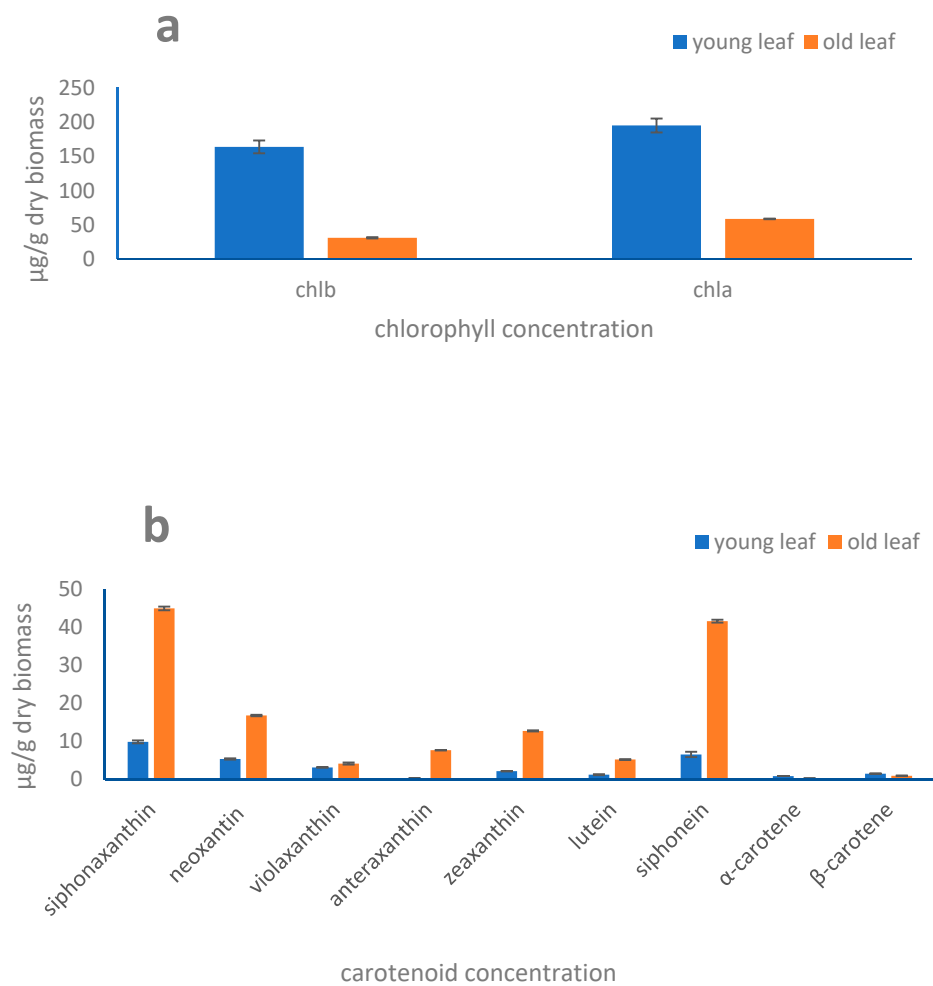 a
young leaf old leaf
250
200
150
100
50
0
µg/g dry biomass
chlb chla
chlorophyll concentration
b
young leaf old leaf
50
40
30
20
10
0
µg/g dry biomass
siphonaxanthin
neoxantin
violaxanthin
anteraxanthin
zeaxanthin
lutein
siphonein
α-carotene
β-carotene
carotenoid concentration